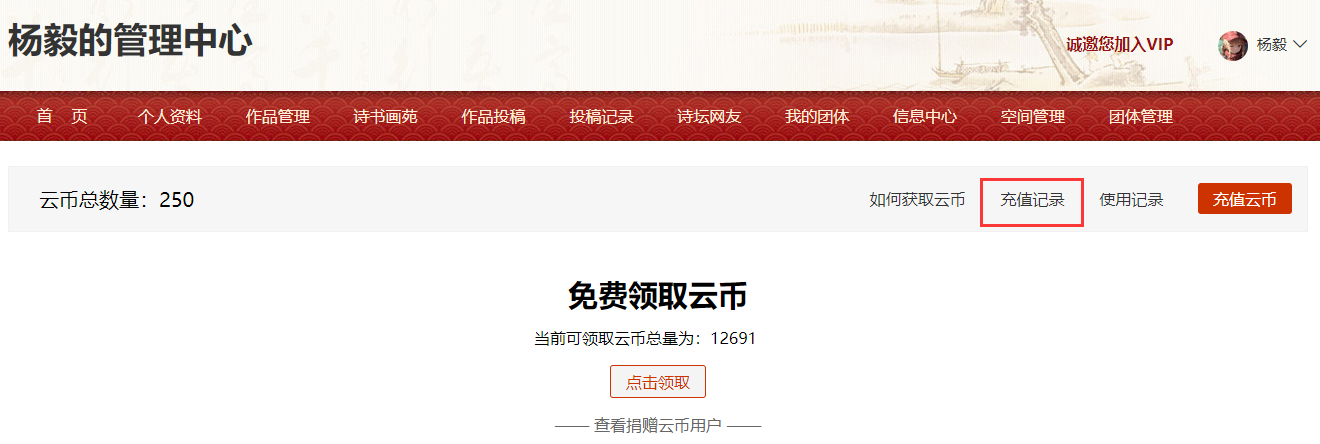 杨毅的管理中心
诚邀您加入VIP 杨毅
首 页 个人资料 作品管理 诗书画苑 作品投稿 投稿记录 诗坛网友 我的团体 信息中心 空间管理 团体管理
云币总数量：250 如何获取云币 充值记录 使用记录 充值云币
免费领取云币
当前可领取云币总量为：12691
点击领取
—— 查看捐赠云币用户 ——